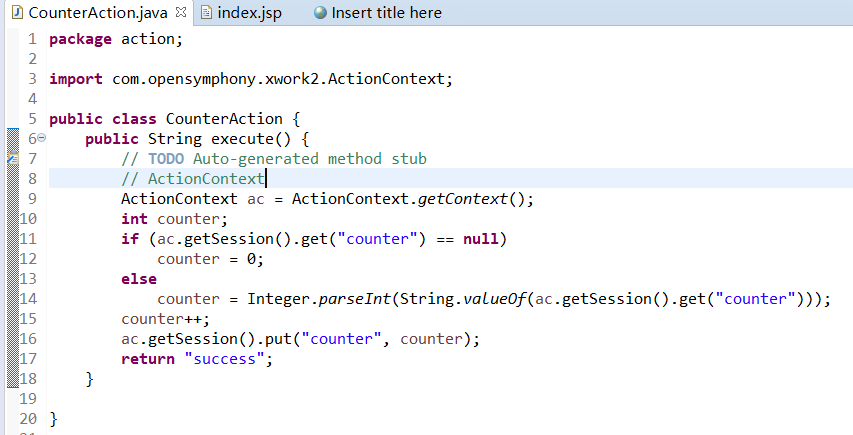 CounterAction.java index.jsp Insert title here
1 package action;
2
3 import com.opensymphony.xwork2.ActionContext;
4
5 public class CounterAction {
6 public String execute() {
7 // TODO Auto-generated method stub
8 // ActionContext
9 ActionContext ac = ActionContext.getContext();
10 int counter;
11 if (ac.getSession().get("counter") == null)
12 counter = 0;
13 else
14 counter = Integer.parseInt(String.valueOf(ac.getSession().get("counter")));
15 counter++;
16 ac.getSession().put("counter", counter);
17 return "success";
18 }
19
20 }